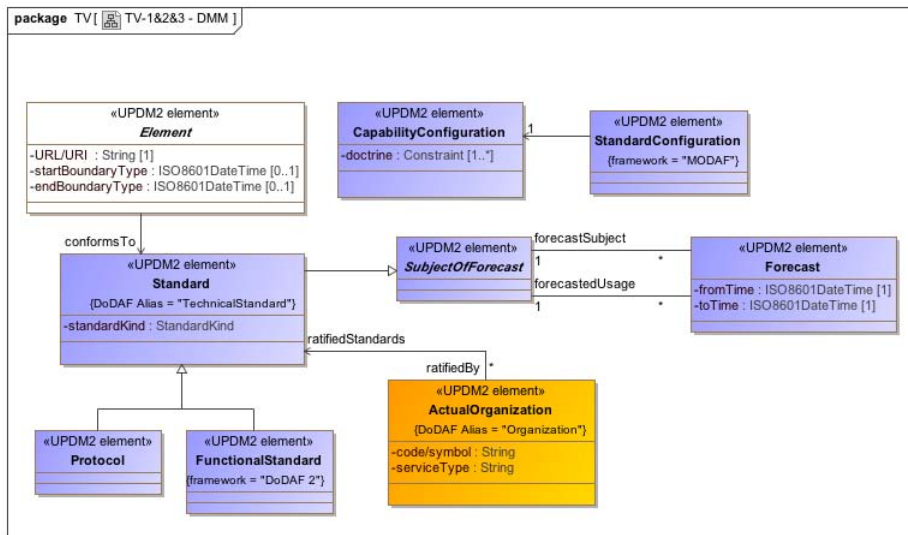 package TV [ TV-1&2&3 - DMM ]
«UPDM2 element»
Element
-URL/URI : String [1]
-startBoundaryType : ISO8601DateTime [0..1]
-endBoundaryType : ISO8601DateTime [0..1]
«UPDM2 element»
CapabilityConfiguration
-doctrine : Constraint [1..*]
1
«UPDM2 element»
StandardConfiguration
{framework = "MODAF"}
conformsTo
«UPDM2 element»
Standard
{DoDAF Alias = "TechnicalStandard"}
-standardKind : StandardKind
«UPDM2 element»
SubjectOfForecast
forecastSubject
1
*
forecastedUsage
1
*
«UPDM2 element»
Forecast
-fromTime : ISO8601DateTime [1]
-toTime : ISO8601DateTime [1]
ratifiedStandards
ratifiedBy
*
«UPDM2 element»
ActualOrganization
{DoDAF Alias = "Organization"}
-code/symbol : String
-serviceType : String
«UPDM2 element»
Protocol
«UPDM2 element»
FunctionalStandard
{framework = "DoDAF 2"}